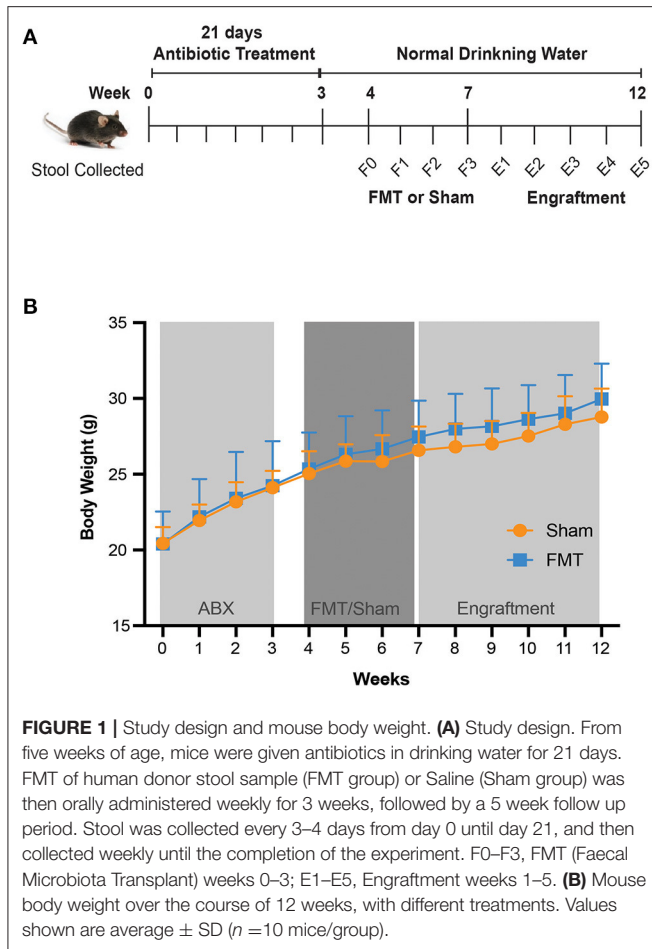 A
21 days
Antibiotic Treatment
Normal Drinkning Water
Week
0
3
4
7
12
Stool Collected
F0
F1
F2
F3
E1
E2
E3
E4
E5
FMT or Sham
Engraftment
B
35
30
25
20
15
Body Weight (g)
Sham
FMT
ABX
FMT/Sham
Engraftment
0 1 2 3 4 5 6 7 8 9 10 11 12
Weeks
FIGURE 1 | Study design and mouse body weight. (A) Study design. From
five weeks of age, mice were given antibiotics in drinking water for 21 days.
FMT of human donor stool sample (FMT group) or Saline (Sham group) was
then orally administered weekly for 3 weeks, followed by a 5 week follow up
period. Stool was collected every 3–4 days from day 0 until day 21, and then
collected weekly until the completion of the experiment. F0–F3, FMT (Faecal
Microbiota Transplant) weeks 0–3; E1–E5, Engraftment weeks 1–5. (B) Mouse
body weight over the course of 12 weeks, with different treatments. Values
shown are average ± SD (n =10 mice/group).